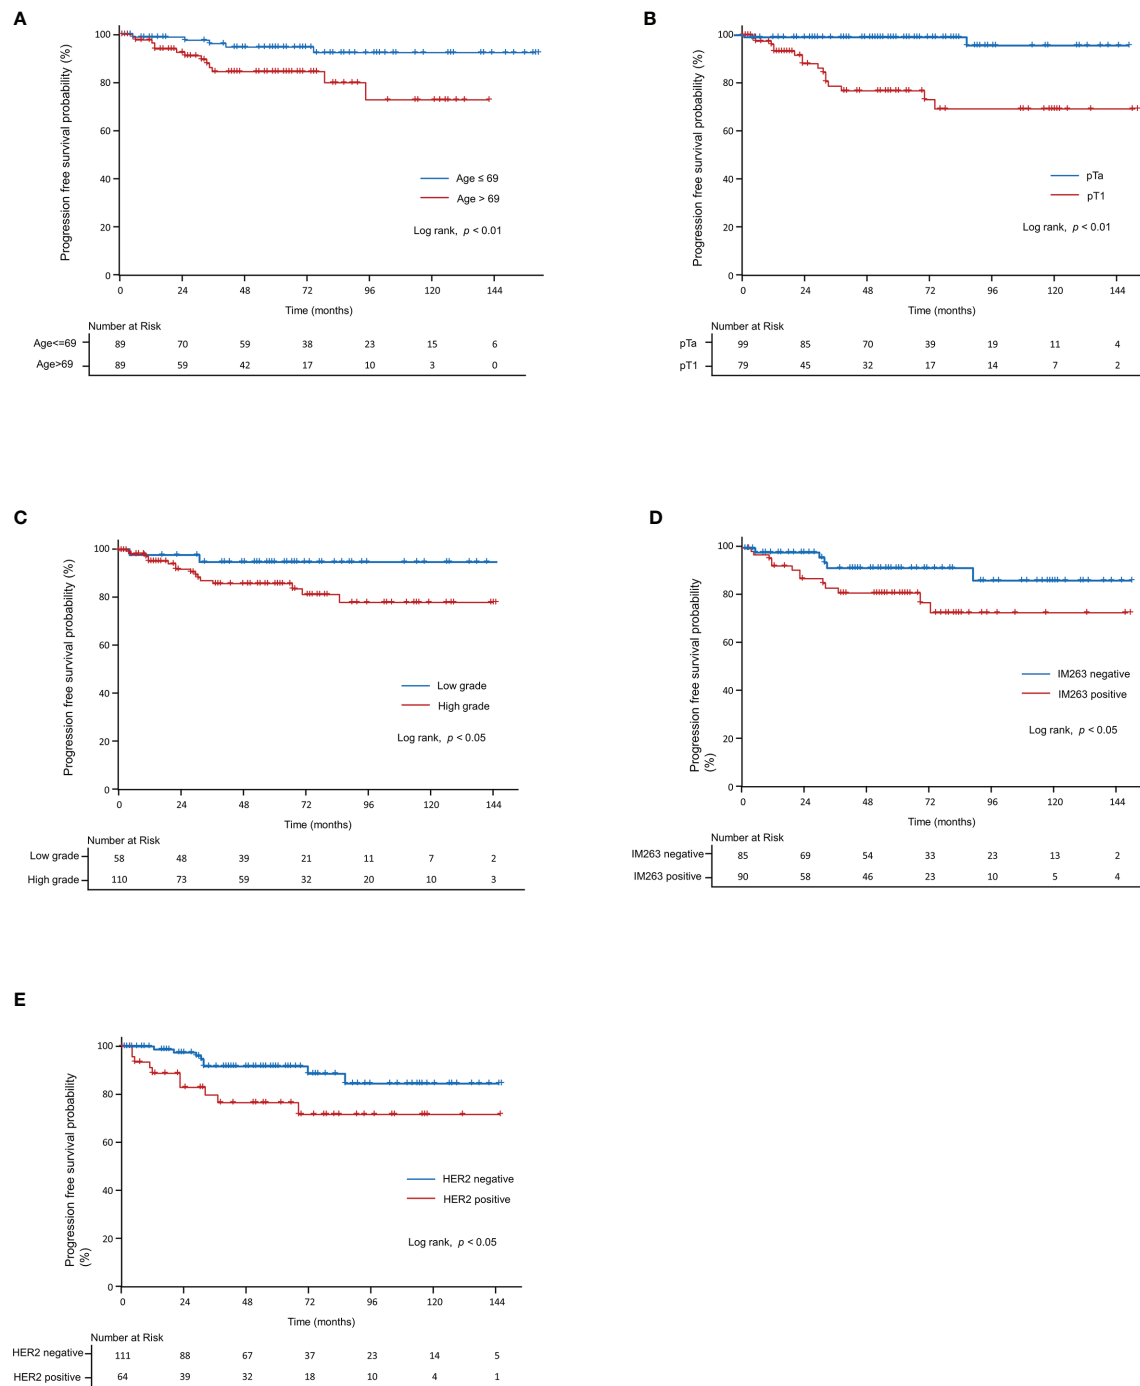 A
Progression free survival probability (%)
100
80
60
40
20
0
0 24 48 72 96 120 144
Time (months)
Age ≤ 69
Age > 69
Log rank, p < 0.01
Number at Risk
Age<=69 89 70 59 38 23 15 6
Age>69 89 59 42 17 10 3 0
B
Progression free survival probability (%)
100
80
60
40
20
0
0 24 48 72 96 120 144
Time (months)
pTa
pT1
Log rank, p < 0.01
Number at Risk
pTa 99 85 70 39 19 11 4
pT1 79 45 32 17 14 7 2
C
Progression free survival probability (%)
100
80
60
40
20
0
0 24 48 72 96 120 144
Time (months)
Low grade
High grade
Log rank, p < 0.05
Number at Risk
Low grade 58 48 39 21 11 7 2
High grade 110 73 59 32 20 10 3
D
Progression free survival probability
(%)
100
80
60
40
20
0
0 24 48 72 96 120 144
Time (months)
IM263 negative
IM263 positive
Log rank, p < 0.05
Number at Risk
IM263 negative 85 69 54 33 23 13 2
IM263 positive 90 58 46 23 10 5 4
E
Progression free survival probability
(%)
100
80
60
40
20
0
0 24 48 72 96 120 144
Time (months)
HER2 negative
HER2 positive
Log rank, p < 0.05
Number at Risk
HER2 negative 111 88 67 37 23 14 5
HER2 positive 64 39 32 18 10 4 1